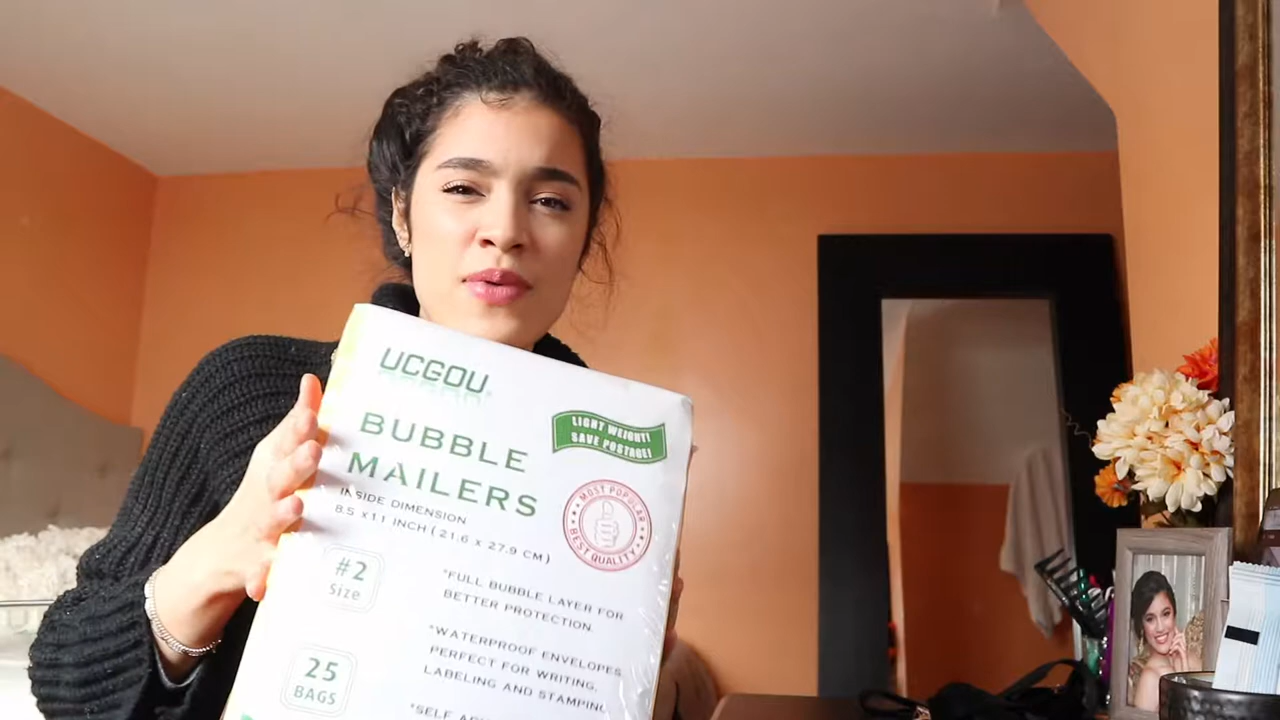 UCGOU
BUBBLE
MAILERS
INSIDE DIMENSION
8.5 x11 INCH ( 21.6 x 27.9 CM )
LIGHT WEIGHT!
SAVE POSTAGE!
MOST POPULAR
BEST QUALITY
#2
Size
25
BAGS
*FULL BUBBLE LAYER FOR
BETTER PROTECTION.
*WATERPROOF ENVELOPES
PERFECT FOR WRITING,
LABELING AND STAMPING
*SELF